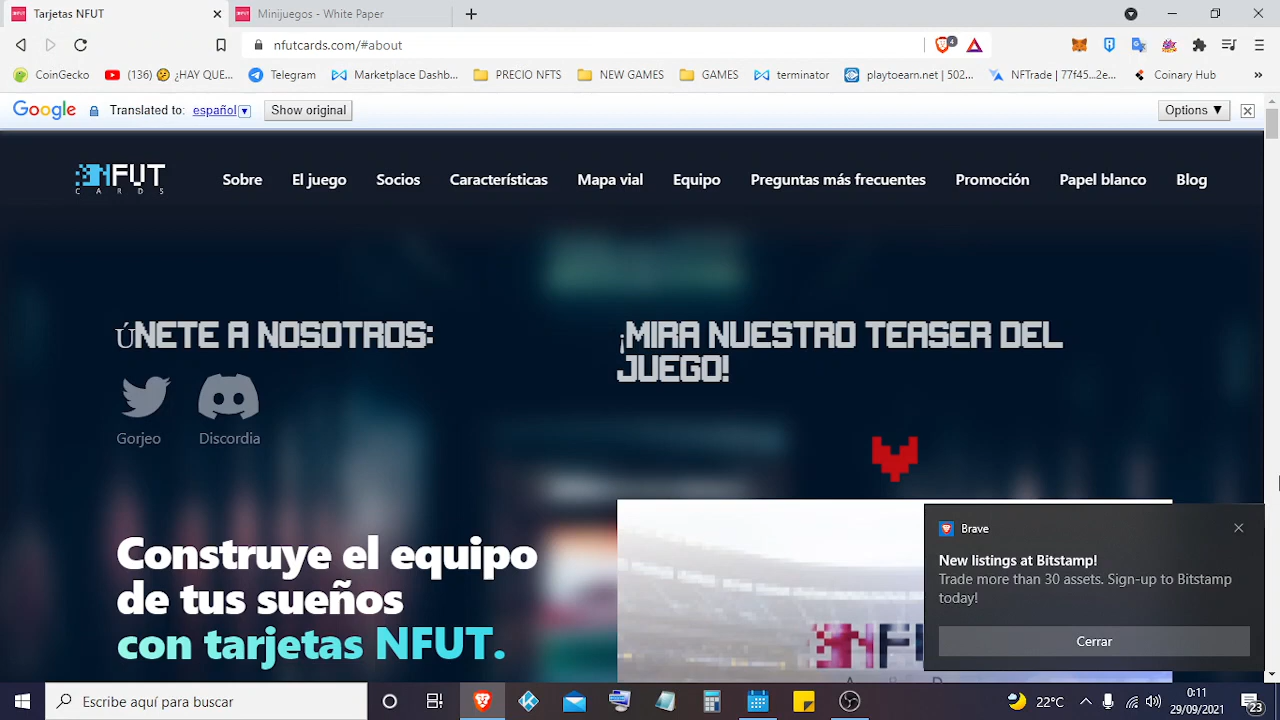 Tarjetas NFUT
Minijuegos - White Paper
nfutcards.com/#about
4
CoinGecko
(136) 🤔 ¿HAY QUE...
Telegram
Marketplace Dashb...
PRECIO NFTS
NEW GAMES
GAMES
terminator
playtoearn.net | 502...
NFTrade | 77f45...2e...
Coinary Hub
»
Google
Translated to: español
Show original
Options ▼
NFUT
CARDS
Sobre
El juego
Socios
Características
Mapa vial
Equipo
Preguntas más frecuentes
Promoción
Papel blanco
Blog
ÚNETE A NOSOTROS:
Gorjeo
Discordia
¡MIRA NUESTRO TEASER DEL
JUEGO!
Construye el equipo
de tus sueños
con tarjetas NFUT.
Brave
New listings at Bitstamp!
Trade more than 30 assets. Sign-up to Bitstamp
today!
Cerrar
Escribe aquí para buscar
22°C
0:11
29/09/2021
23